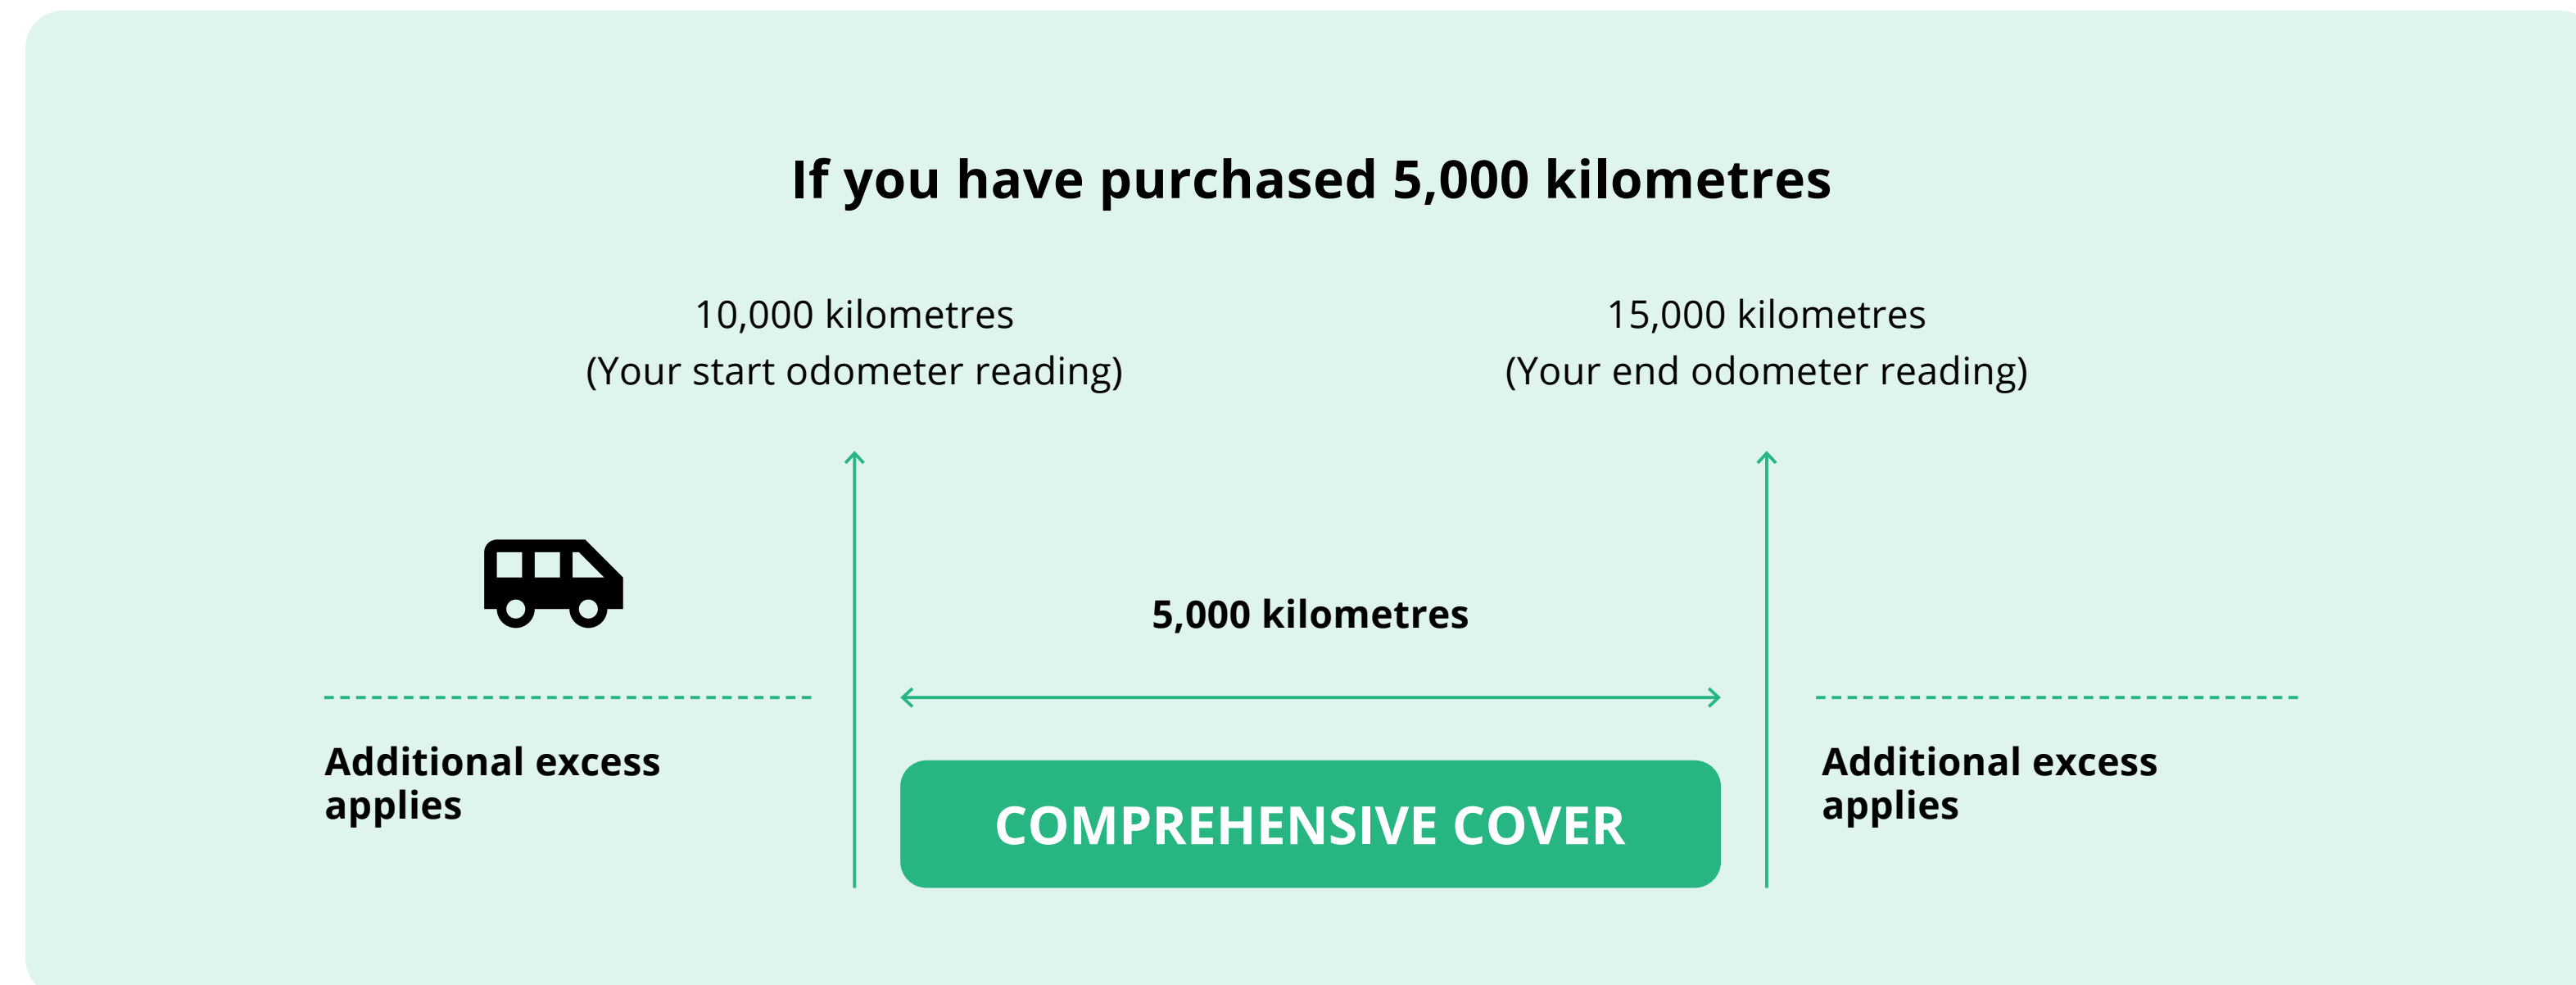 If you have purchased 5,000 kilometres
10,000 kilometres
(Your start odometer reading)
15,000 kilometres
(Your end odometer reading)
5,000 kilometres
Additional excess
applies
COMPREHENSIVE COVER
Additional excess
applies